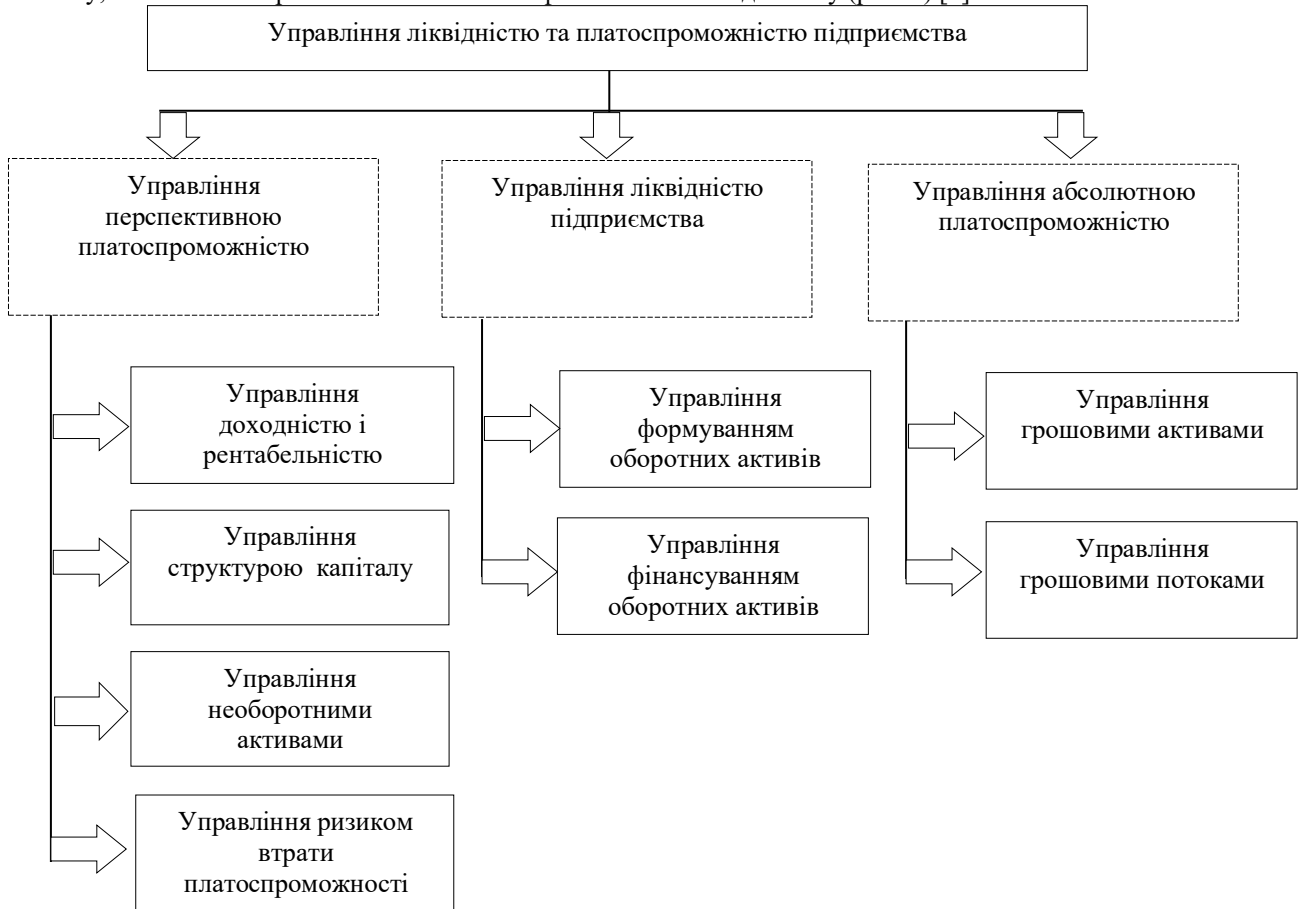 Управління ліквідністю та платоспроможністю підприємства
Управління
перспективною
платоспроможністю
Управління ліквідністю
підприємства
Управління абсолютною
платоспроможністю
Управління
доходністю і
рентабельністю
Управління
структурою капіталу
Управління
необоротними
активами
Управління ризиком
втрати
платоспроможності
Управління
формуванням
оборотних активів
Управління
фінансуванням
оборотних активів
Управління
грошовими активами
Управління
грошовими потоками